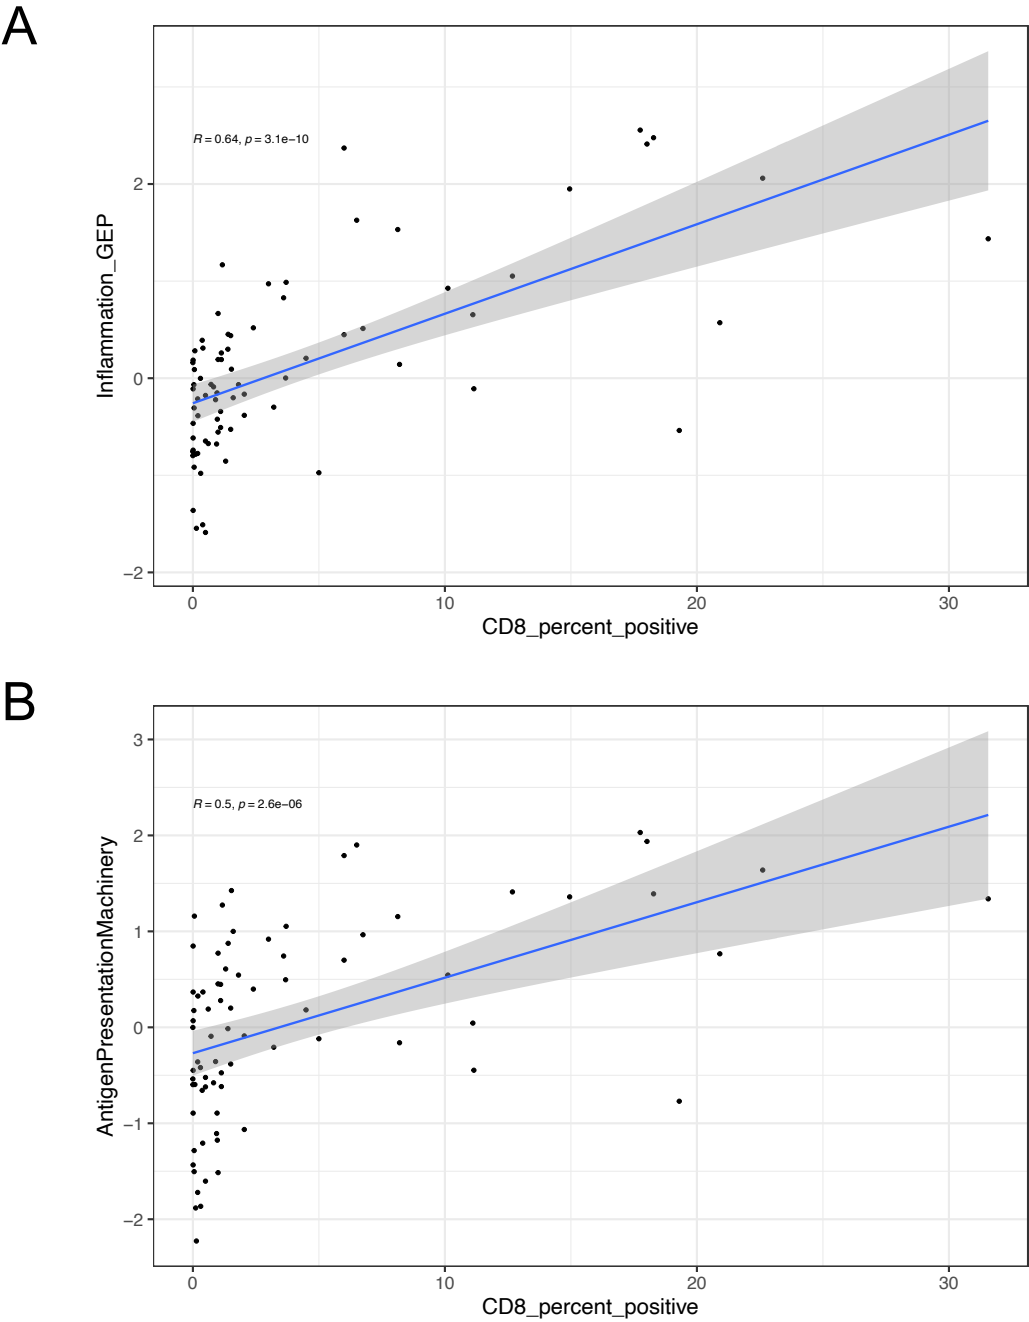 A
R = 0.64, p = 3.1e−10
Inflammation_GEP
2
0
−2
0 10 20 30
CD8_percent_positive
B
R = 0.5, p = 2.6e−06
AntigenPresentationMachinery
3
2
1
0
−1
−2
0 10 20 30
CD8_percent_positive